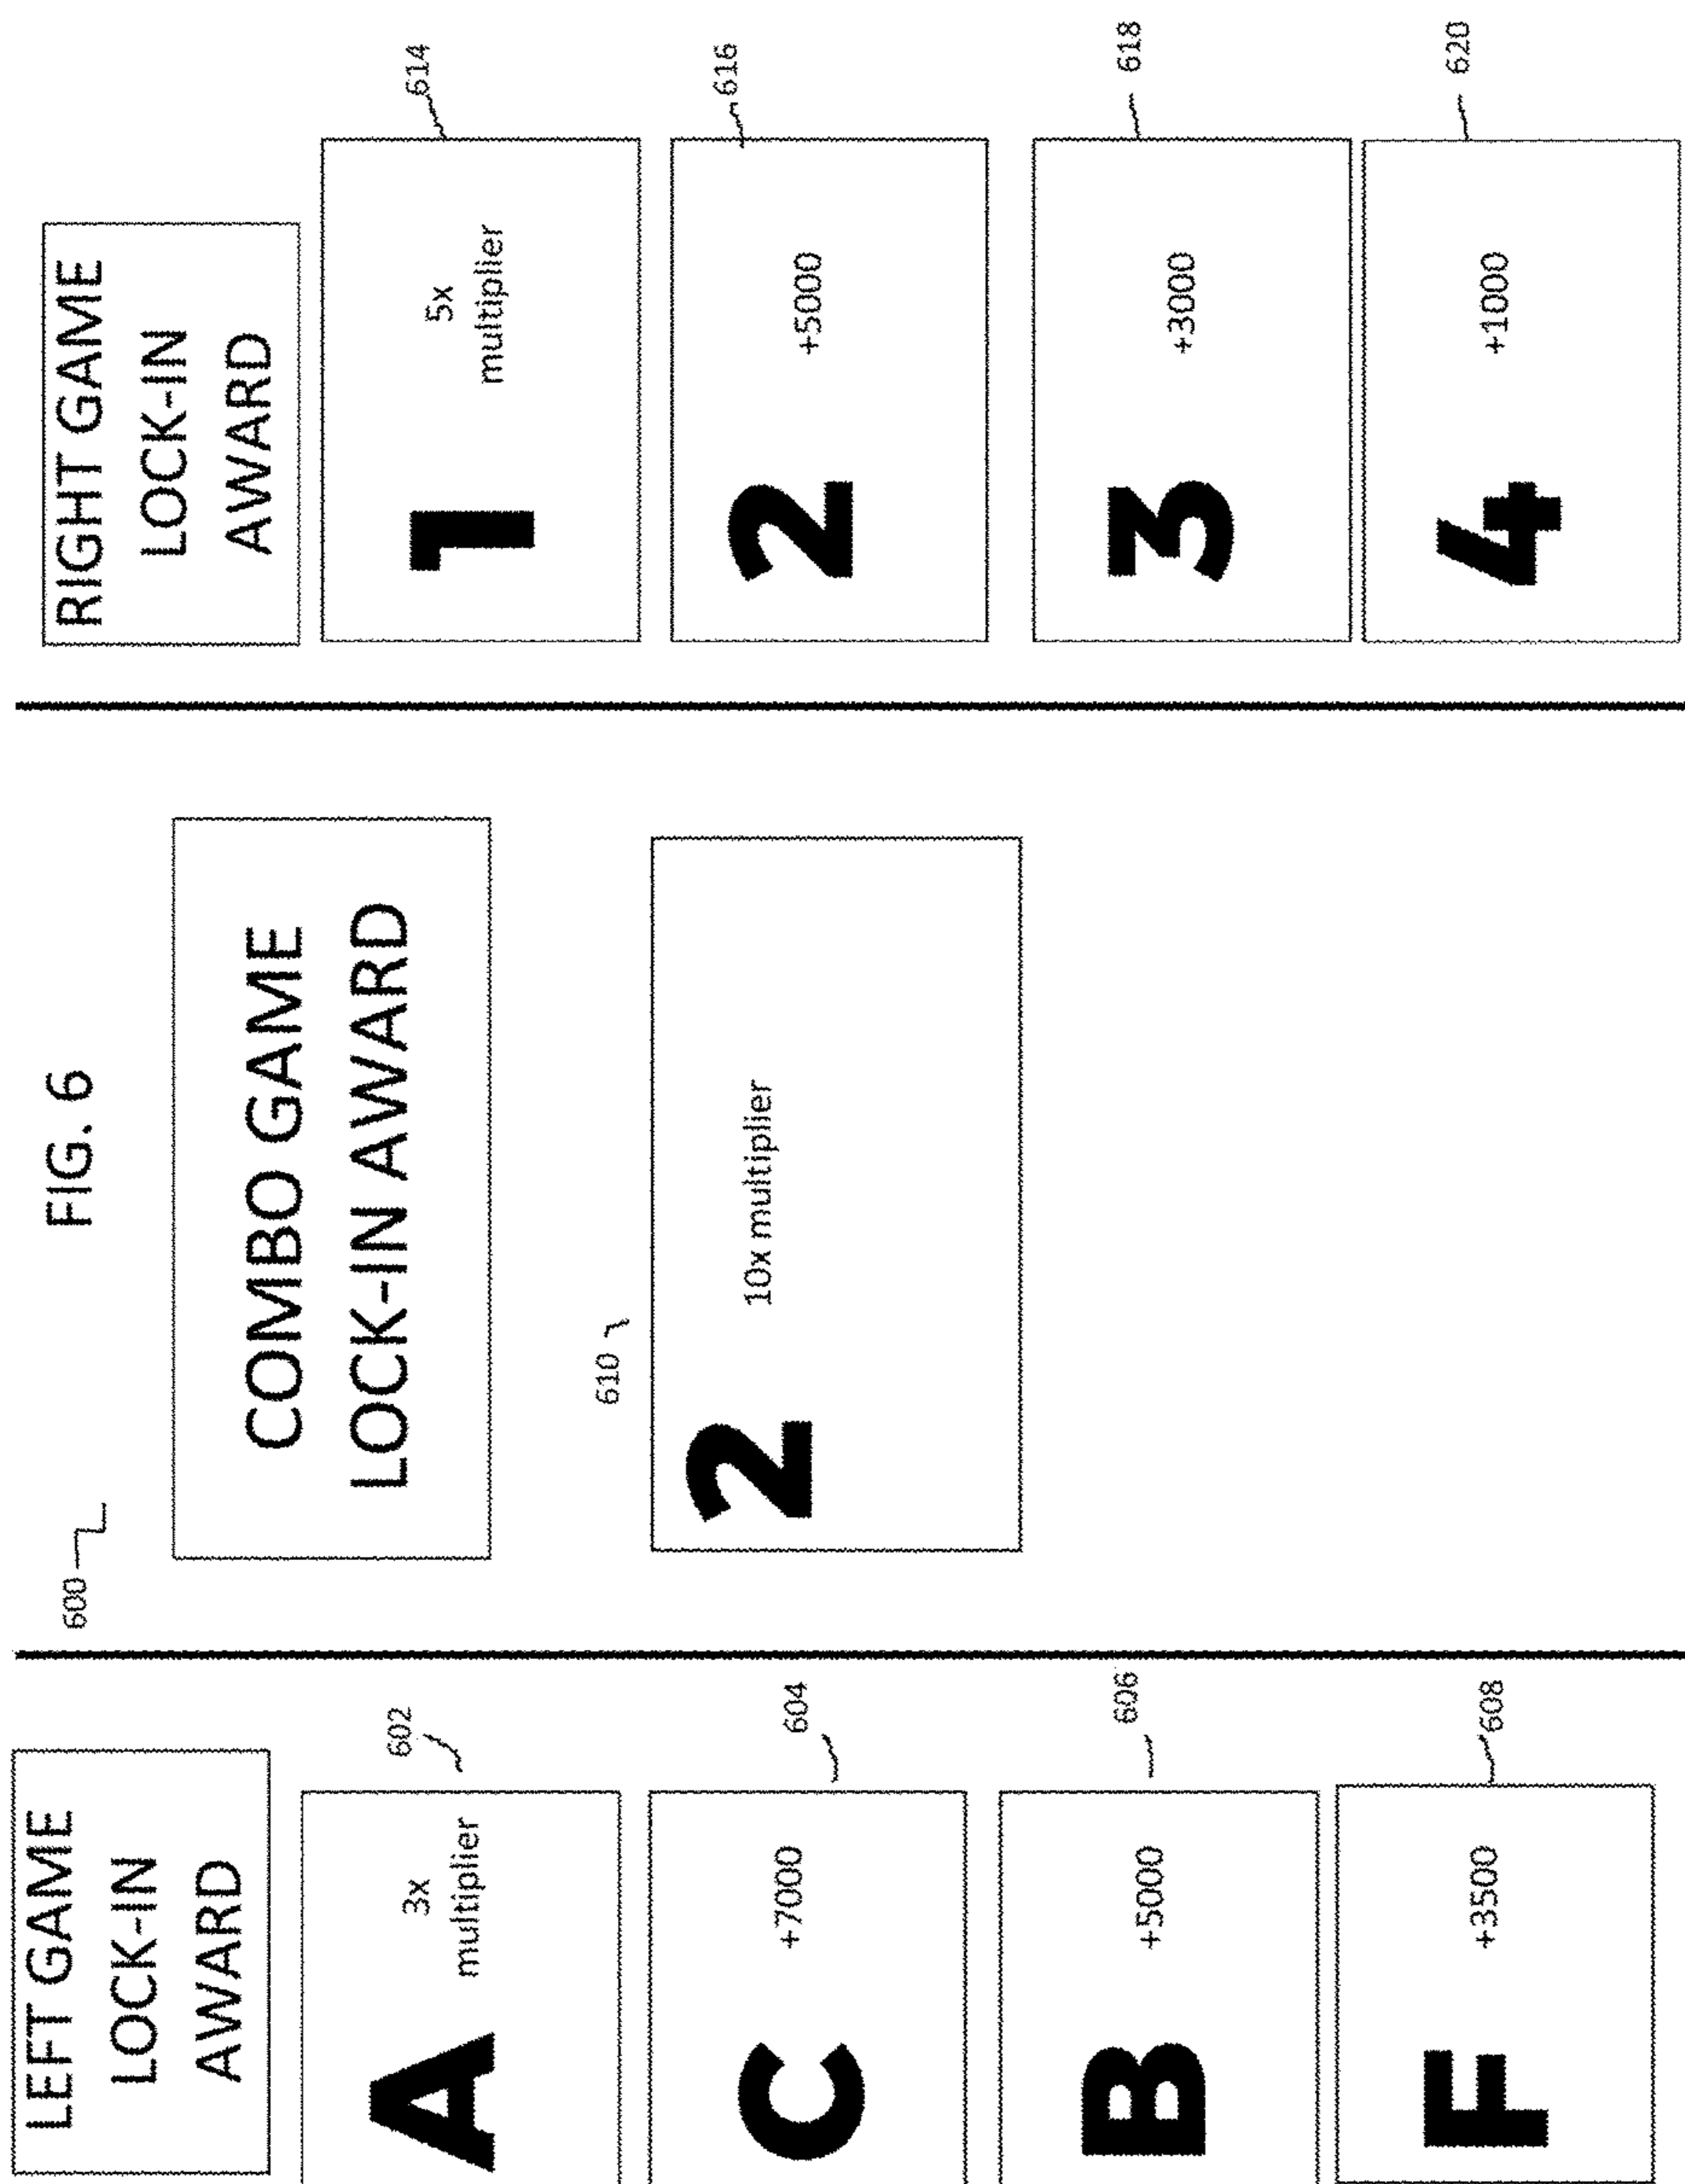 FIG. 6
600
LEFT GAME
LOCK-IN
AWARD
602
A
3x
multiplier
604
C
+7000
606
B
+5000
608
F
+3500
COMBO GAME
LOCK-IN AWARD
610
2
10x multiplier
RIGHT GAME
LOCK-IN
AWARD
614
1
5x
multiplier
616
2
+5000
618
3
+3000
620
4
+1000